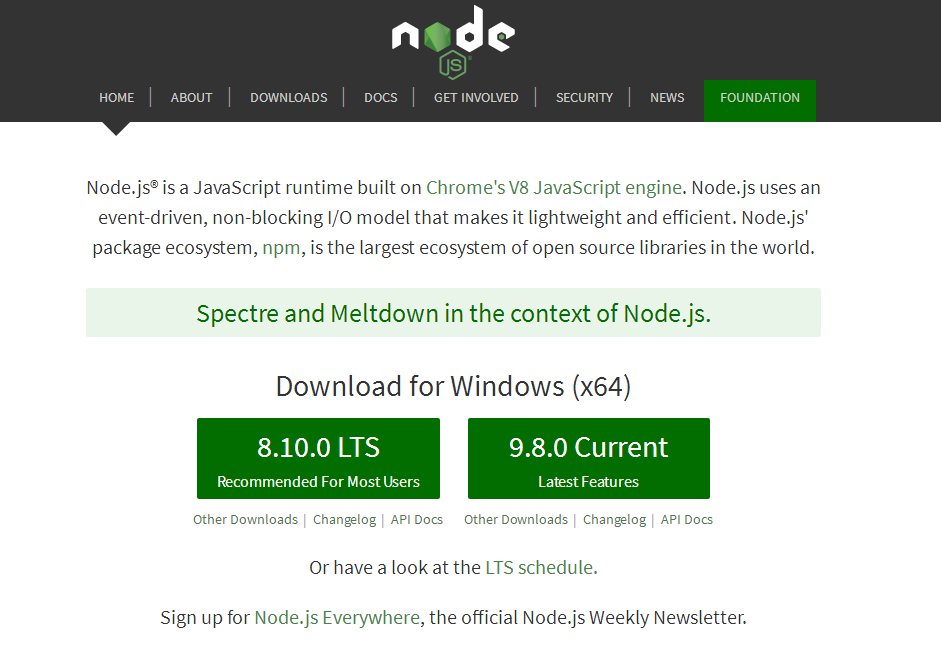 node
JS
HOME | ABOUT | DOWNLOADS | DOCS | GET INVOLVED | SECURITY | NEWS FOUNDATION
Node.js® is a JavaScript runtime built on Chrome's V8 JavaScript engine. Node.js uses an
event-driven, non-blocking I/O model that makes it lightweight and efficient. Node.js'
package ecosystem, npm, is the largest ecosystem of open source libraries in the world.
Spectre and Meltdown in the context of Node.js.
Download for Windows (x64)
8.10.0 LTS
Recommended For Most Users
9.8.0 Current
Latest Features
Other Downloads | Changelog | API Docs
Other Downloads | Changelog | API Docs
Or have a look at the LTS schedule.
Sign up for Node.js Everywhere, the official Node.js Weekly Newsletter.